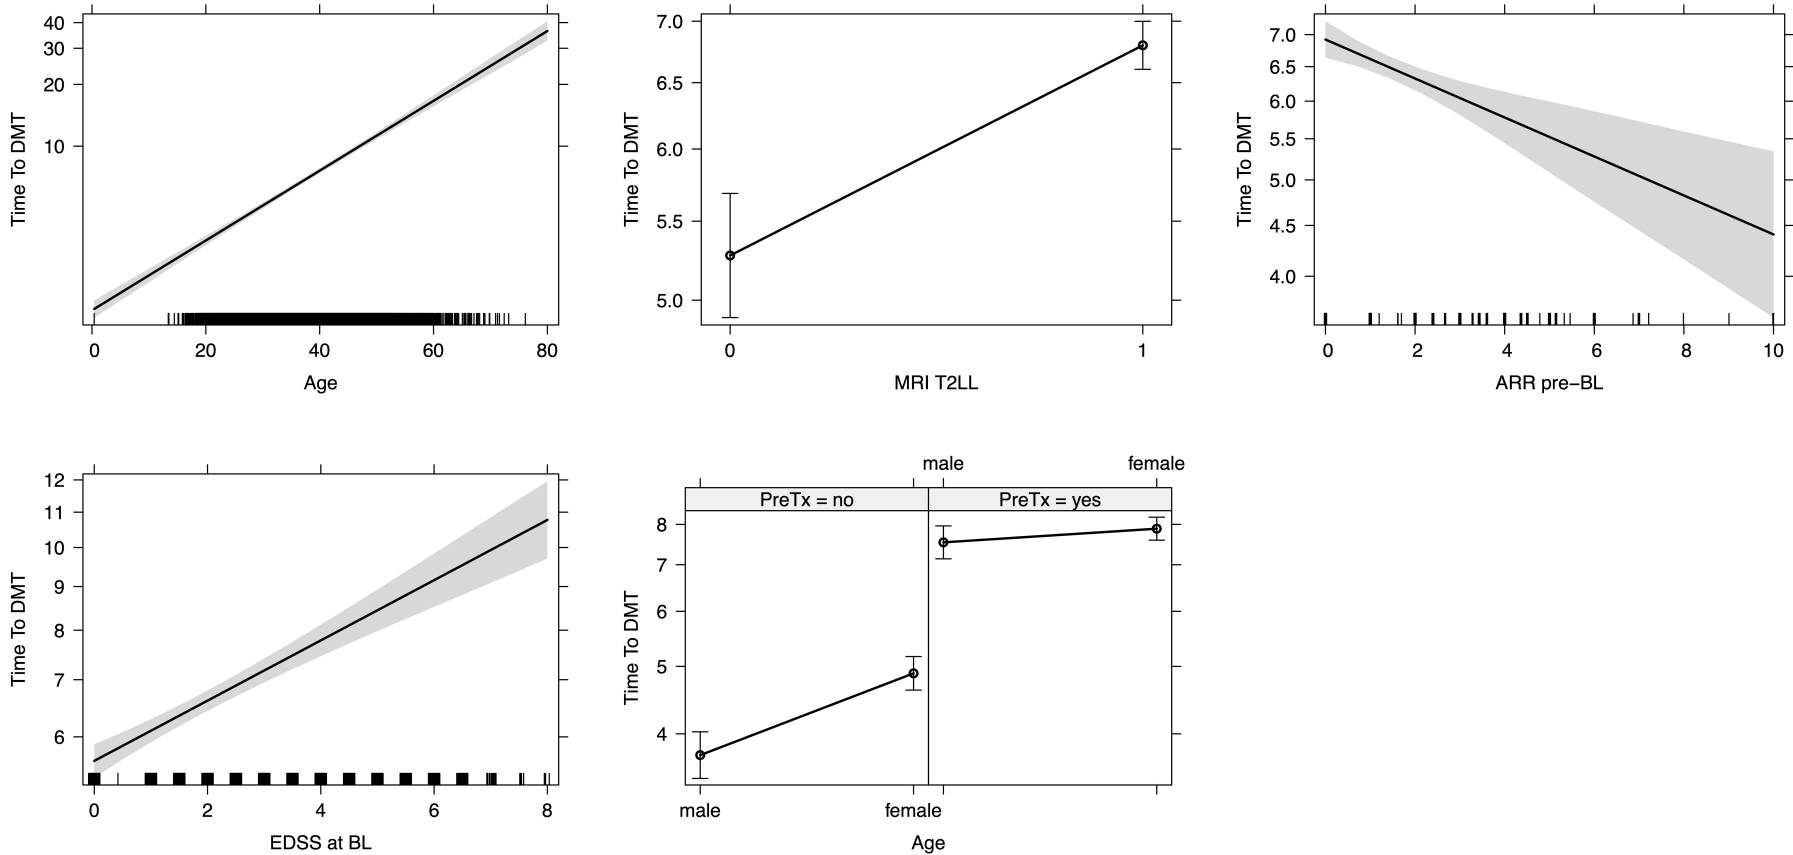 40
30
20
10
Time To DMT
0 20 40 60 80
Age
7.0
6.5
6.0
5.5
5.0
Time To DMT
0 1
MRI T2LL
7.0
6.5
6.0
5.5
5.0
4.5
4.0
Time To DMT
0 2 4 6 8 10
ARR pre−BL
12
11
10
9
8
7
6
Time To DMT
0 2 4 6 8
EDSS at BL
male female
PreTx = no PreTx = yes
8
7
6
5
4
Time To DMT
male female
Age